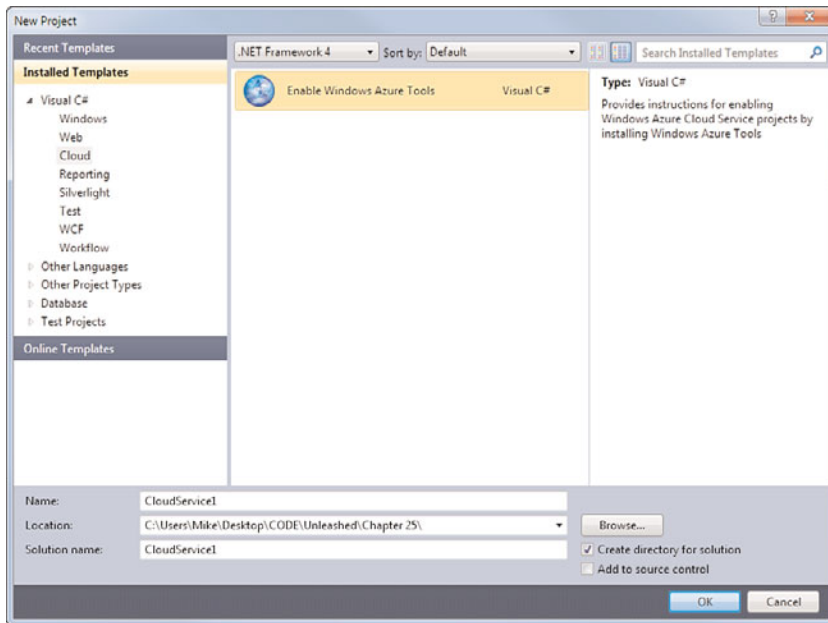 New Project
Recent Templates
Installed Templates
Visual C#
Windows
Web
Cloud
Reporting
Silverlight
Test
WCF
Workflow
Other Languages
Other Project Types
Database
Test Projects
Online Templates
.NET Framework 4
Sort by: Default
Search Installed Templates
Enable Windows Azure Tools Visual C#
Type: Visual C#
Provides instructions for enabling
Windows Azure Cloud Service projects by
installing Windows Azure Tools
Name: CloudService1
Location: C:\Users\Mike\Desktop\CODE\Unleashed\Chapter 25\
Browse...
Solution name: CloudService1
Create directory for solution
Add to source control
OK
Cancel